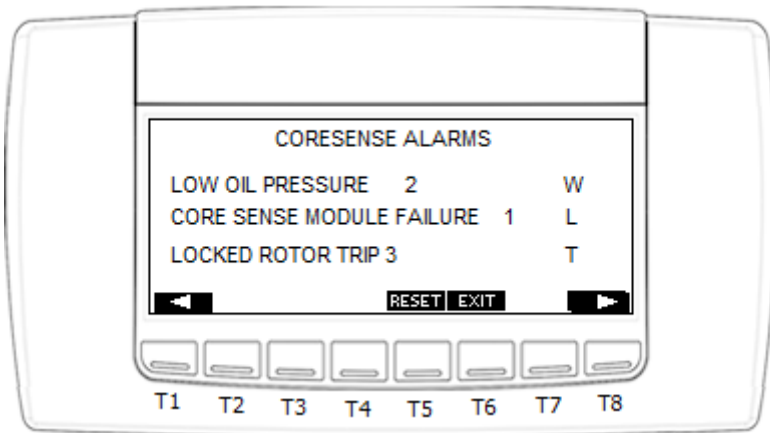 CORESENSE ALARMS
LOW OIL PRESSURE 2 W
CORE SENSE MODULE FAILURE 1 L
LOCKED ROTOR TRIP 3 T
RESET EXIT
T1 T2 T3 T4 T5 T6 T7 T8